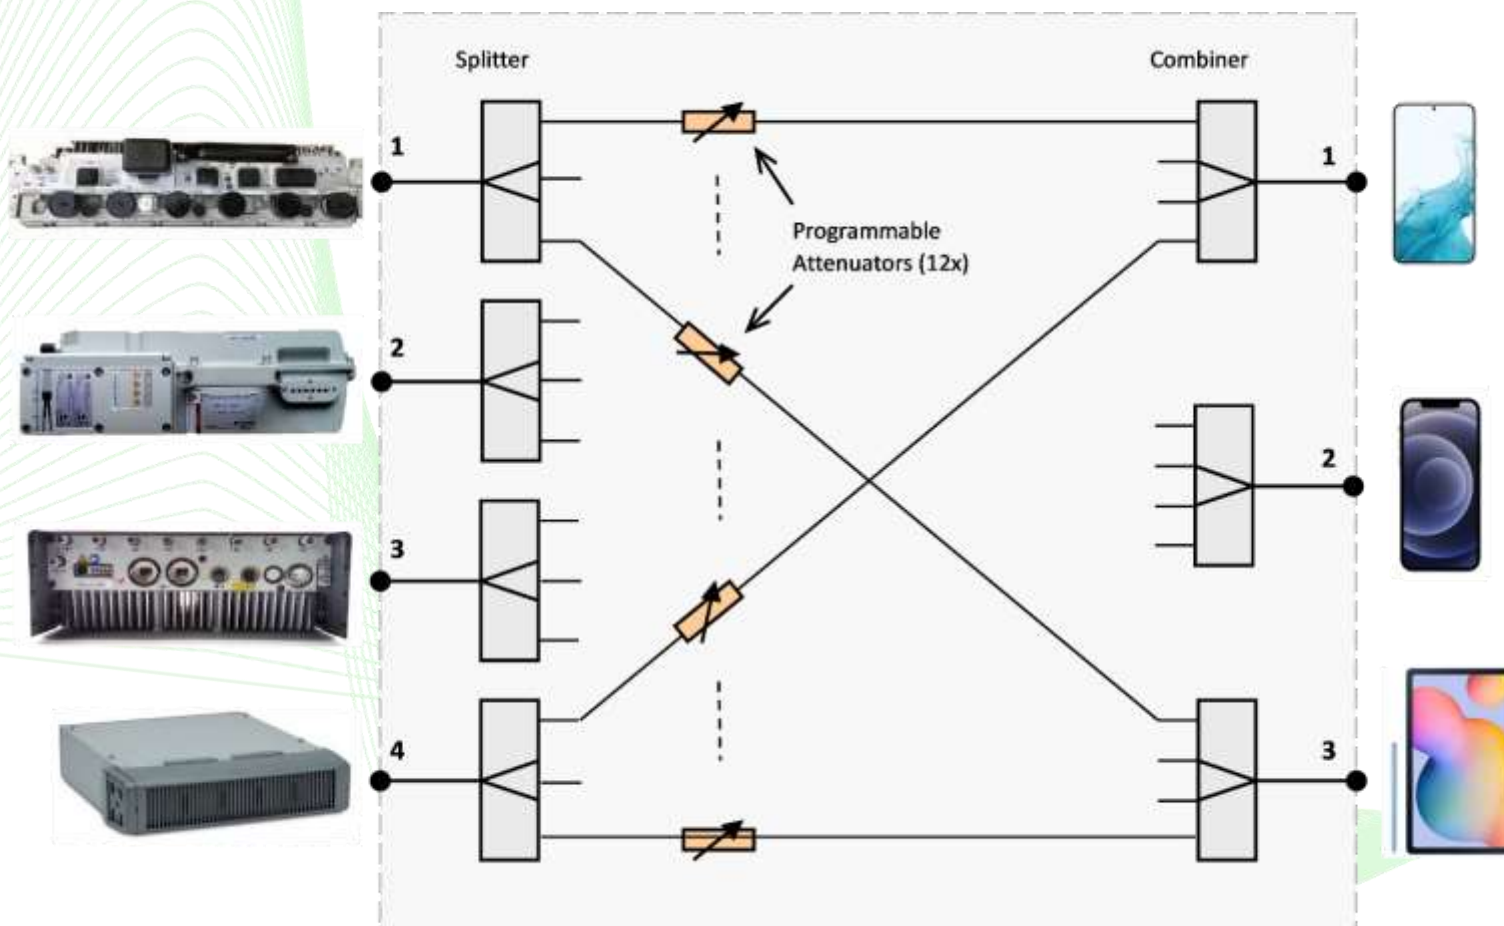 Splitter
Combiner
1
1
Programmable
Attenuators (12x)
2
2
3
3
4